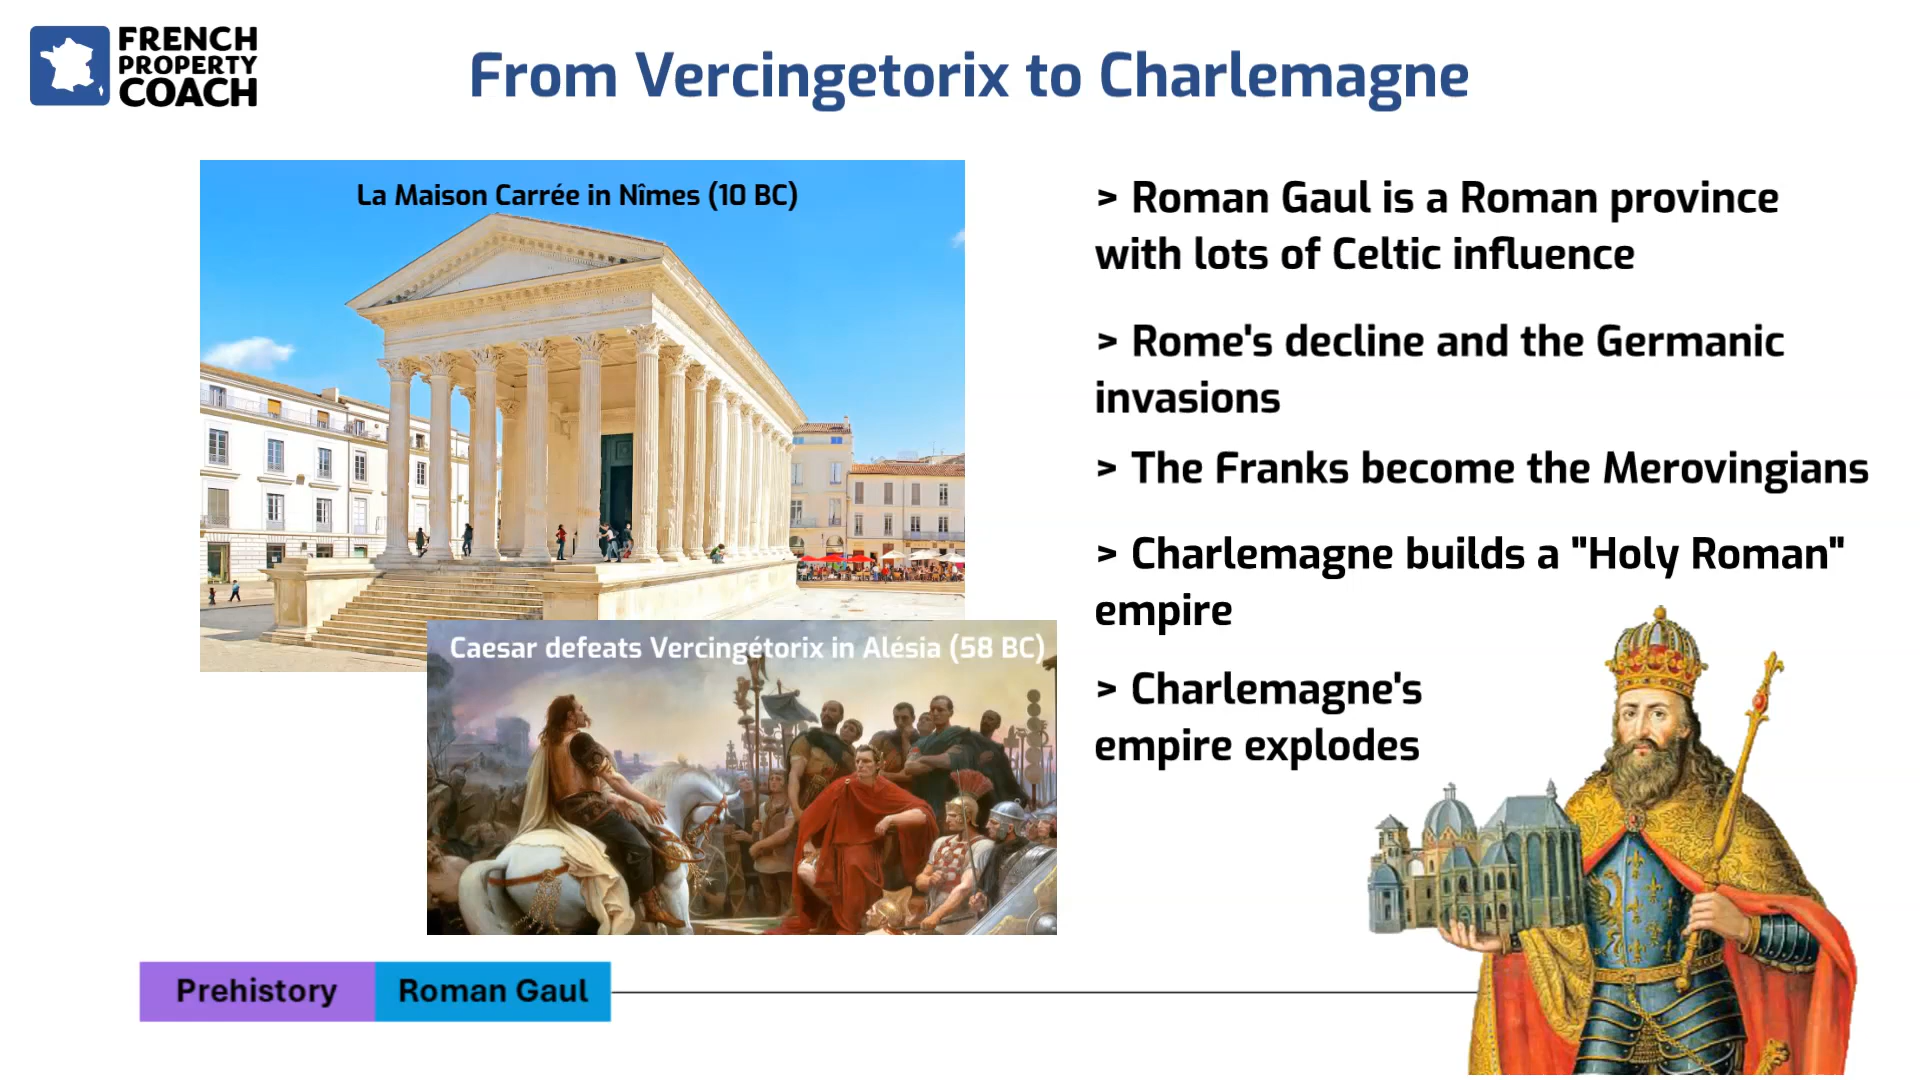 FRENCH
PROPERTY
COACH
From Vercingetorix to Charlemagne
La Maison Carrée in Nîmes (10 BC)
Caesar defeats Vercingétorix in Alésia (58 BC)
> Roman Gaul is a Roman province
with lots of Celtic influence
> Rome's decline and the Germanic
invasions
> The Franks become the Merovingians
> Charlemagne builds a "Holy Roman"
empire
> Charlemagne's
empire explodes
Prehistory
Roman Gaul